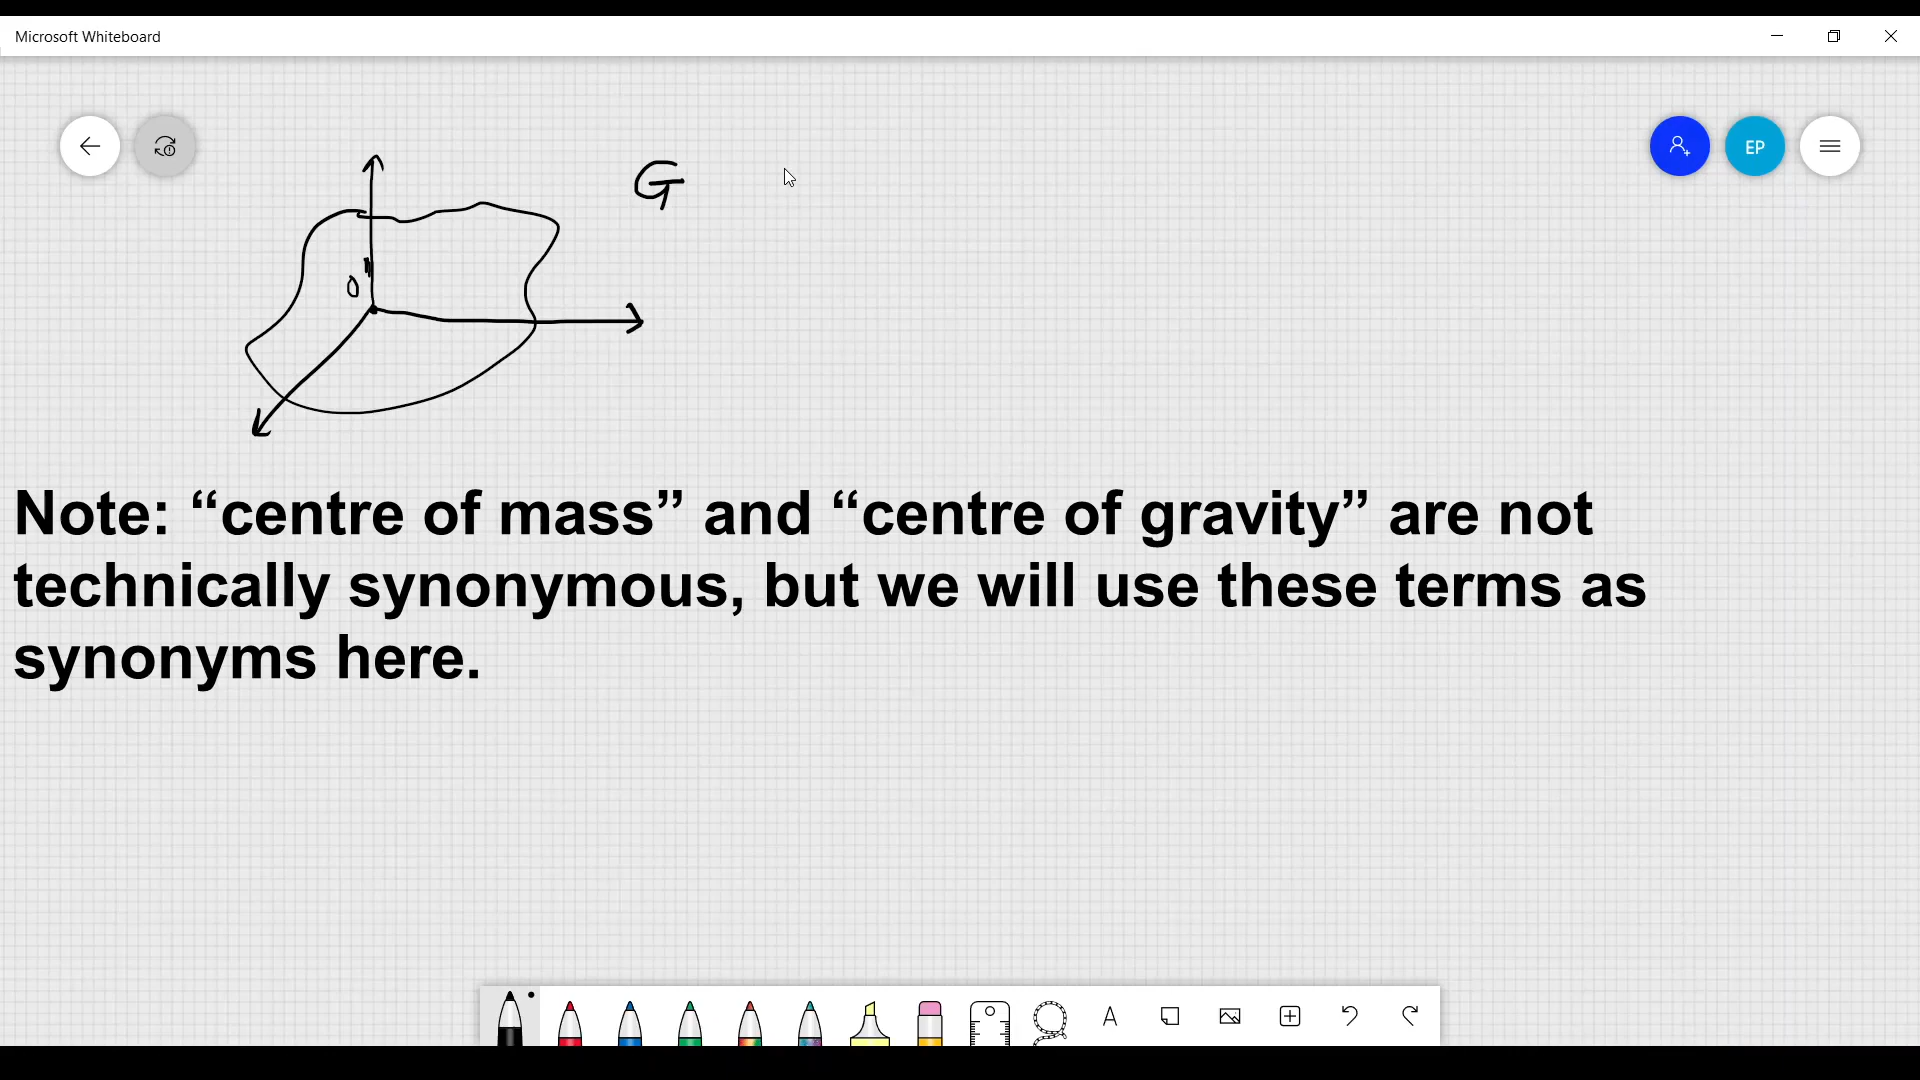 Microsoft Whiteboard
EP
G
O"
Note: “centre of mass” and “centre of gravity” are not
technically synonymous, but we will use these terms as
synonyms here.
A